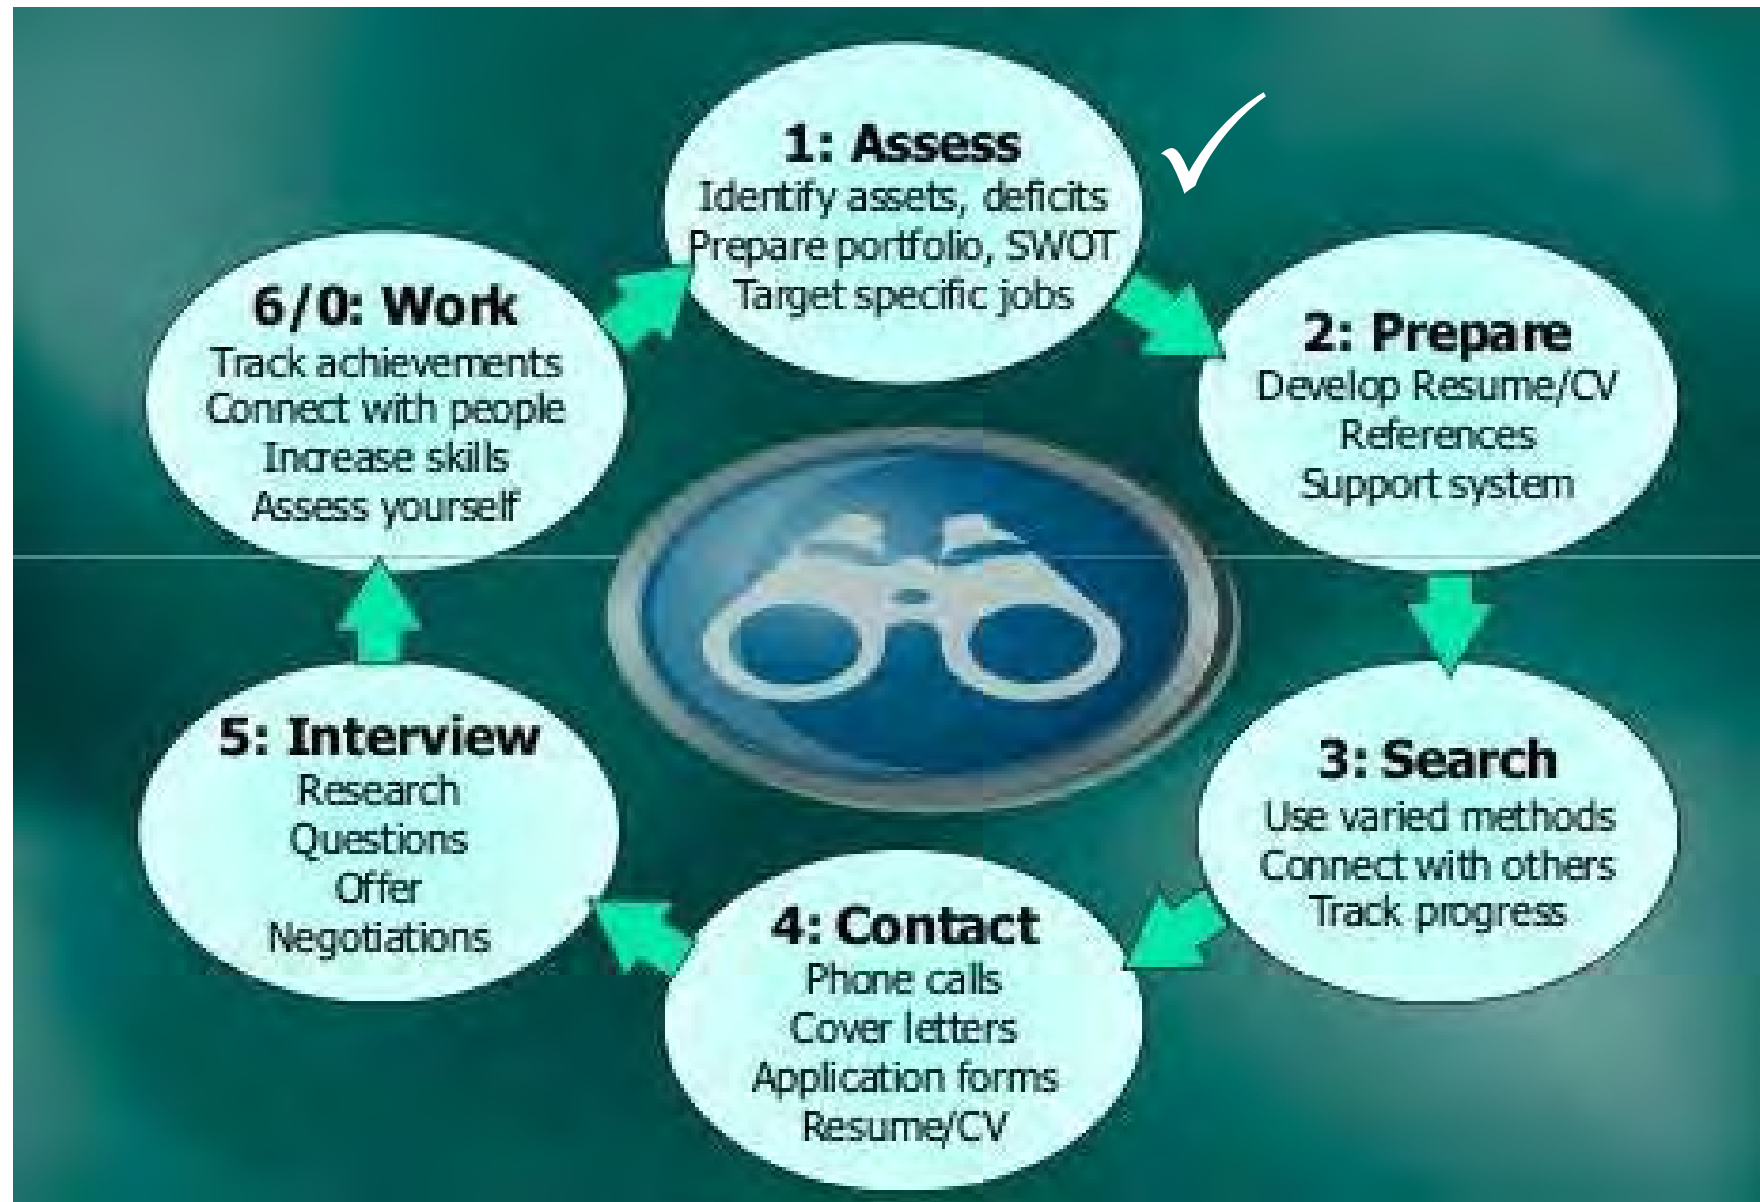 1: Assess
Identify assets, deficits
Prepare portfolio, SWOT
Target specific jobs
2: Prepare
Develop Resume/CV
References
Support system
3: Search
Use varied methods
Connect with others
Track progress
4: Contact
Phone calls
Cover letters
Application forms
Resume/CV
5: Interview
Research
Questions
Offer
Negotiations
6/0: Work
Track achievements
Connect with people
Increase skills
Assess yourself